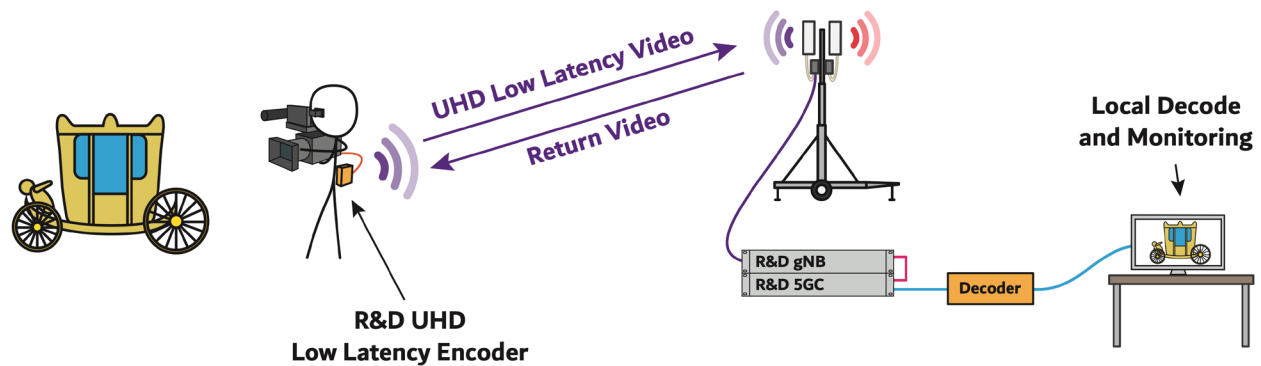 UHD Low Latency Video
Return Video
Local Decode
and Monitoring
R&D gNB
R&D 5GC
Decoder
R&D UHD
Low Latency Encoder